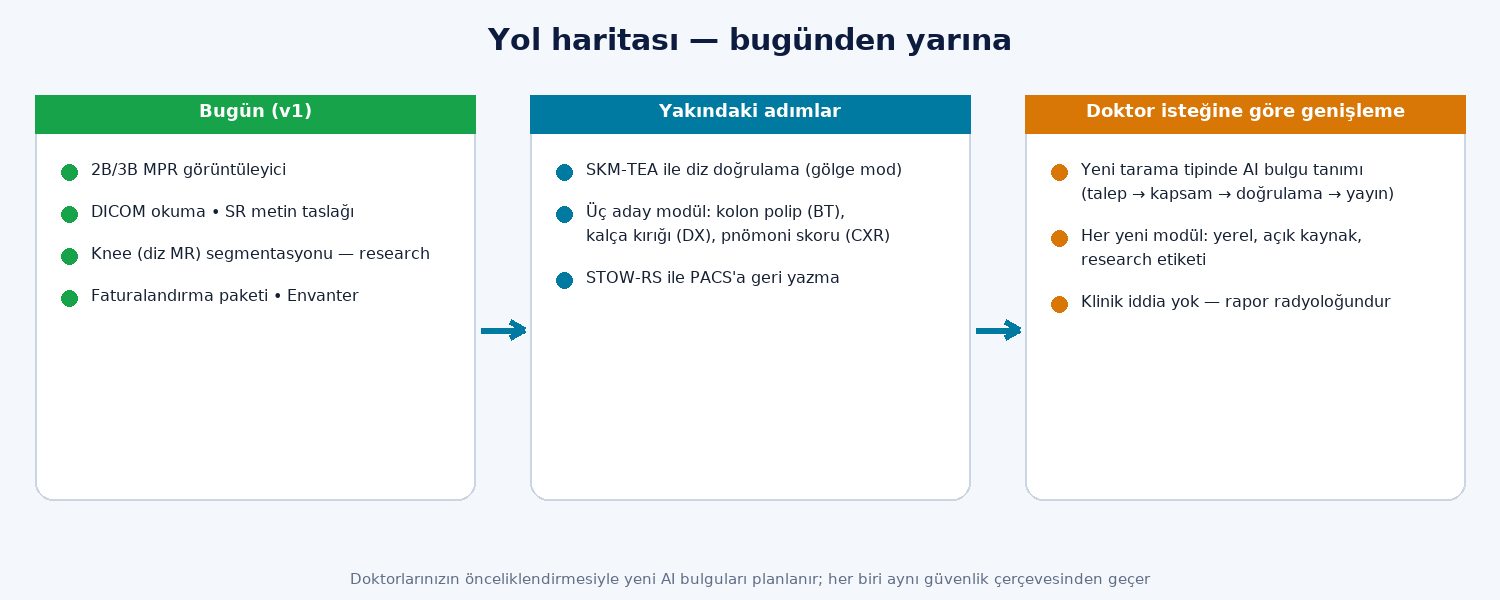 Yol haritası — bugünden yarına
Bugün (v1)
2B/3B MPR görüntüleyici
DICOM okuma • SR metin taslağı
Knee (diz MR) segmentasyonu — research
Faturalandırma paketi • Envanter
Yakındaki adımlar
SKM-TEA ile diz doğrulama (gölge mod)
Üç aday modül: kolon polip (BT),
kalça kırığı (DX), pnömoni skoru (CXR)
STOW-RS ile PACS'a geri yazma
Doktor isteğine göre genişleme
Yeni tarama tipinde AI bulgu tanımı
(talep → kapsam → doğrulama → yayın)
Her yeni modül: yerel, açık kaynak,
research etiketi
Klinik iddia yok — rapor radyoloğundur
Doktorlarınızın önceliklendirmesiyle yeni AI bulguları planlanır; her biri aynı güvenlik çerçevesinden geçer